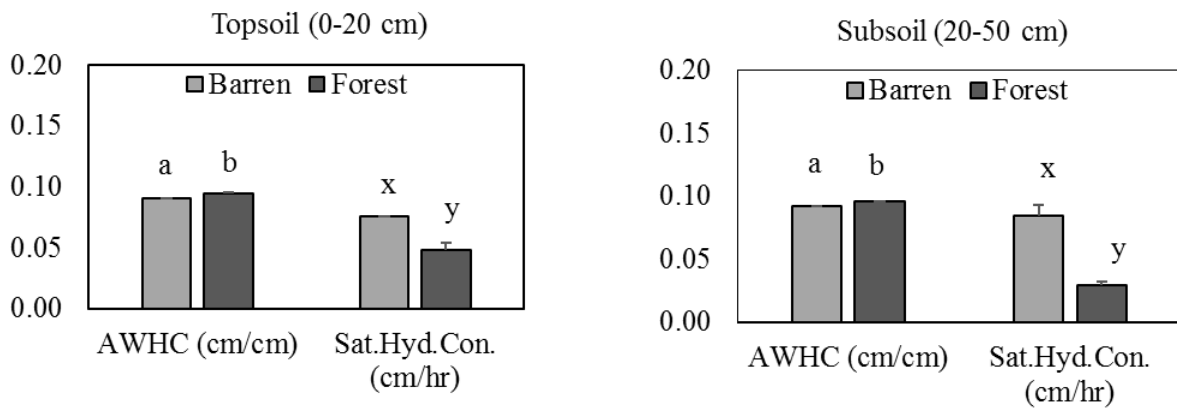 Topsoil (0-20 cm)
0.20
0.15
0.10
0.05
0.00
Barren Forest
a b x y
AWHC (cm/cm) Sat.Hyd.Con.
(cm/hr)
Subsoil (20-50 cm)
0.20
0.15
0.10
0.05
0.00
Barren Forest
a b x y
AWHC (cm/cm) Sat.Hyd.Con.
(cm/hr)